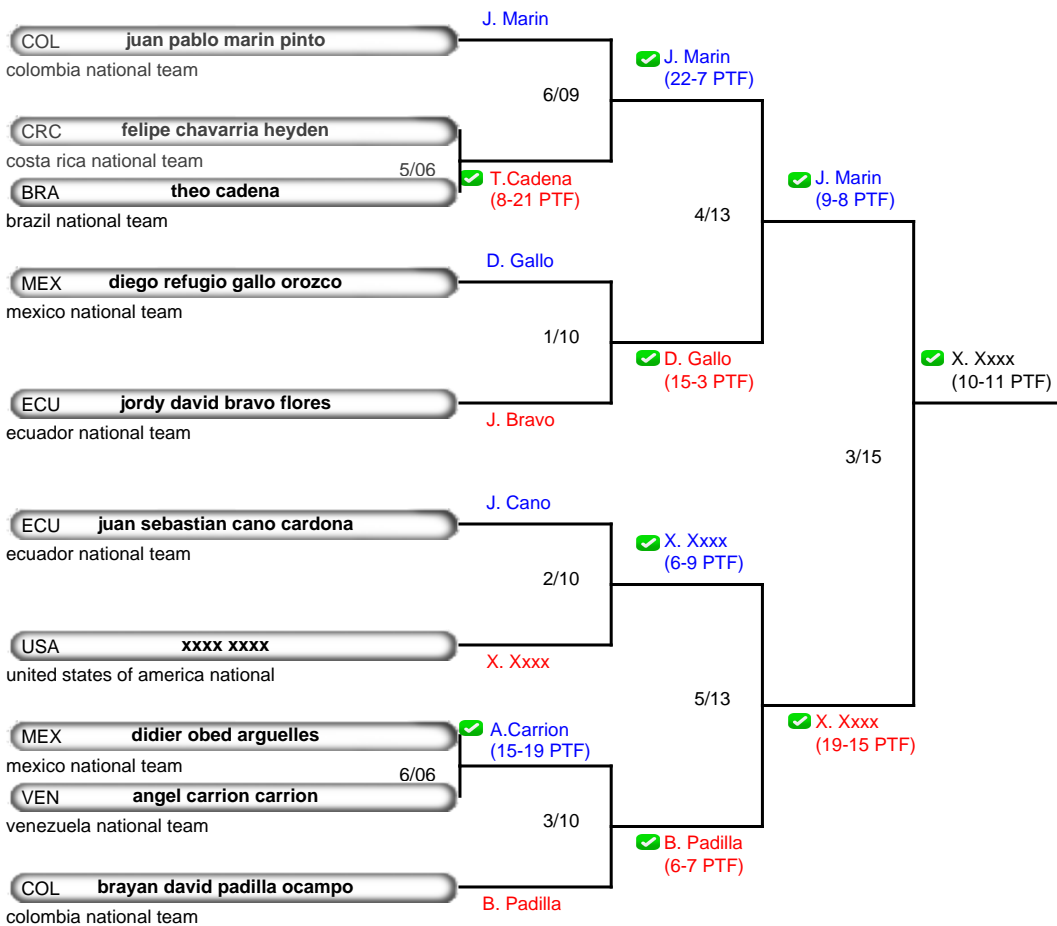 J. Marin
COL juan pablo marin pinto
colombia national team
6/09
J. Marin
(22-7 PTF)
CRC felipe chavarria heyden
costa rica national team
5/06
BRA theo cadena
brazil national team
T.Cadena
(8-21 PTF)
4/13
J. Marin
(9-8 PTF)
D. Gallo
MEX diego refugio gallo orozco
mexico national team
1/10
D. Gallo
(15-3 PTF)
ECU jordy david bravo flores
ecuador national team
J. Bravo
3/15
X. Xxxx
(10-11 PTF)
J. Cano
ECU juan sebastian cano cardona
ecuador national team
2/10
X. Xxxx
(6-9 PTF)
USA xxxx xxxx
united states of america national
X. Xxxx
5/13
X. Xxxx
(19-15 PTF)
MEX didier obed arguelles
mexico national team
6/06
A.Carrion
(15-19 PTF)
VEN angel carrion carrion
venezuela national team
3/10
B. Padilla
(6-7 PTF)
COL brayan david padilla ocampo
colombia national team
B. Padilla